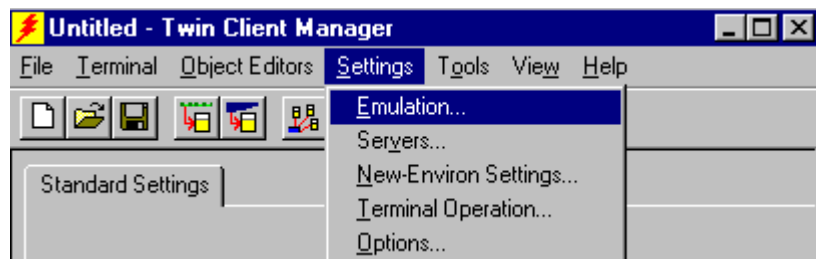 Untitled - Twin Client Manager
File Terminal Object Editors Settings Tools View Help
Emulation...
Servers...
Standard Settings
New-Environ Settings...
Terminal Operation...
Options...